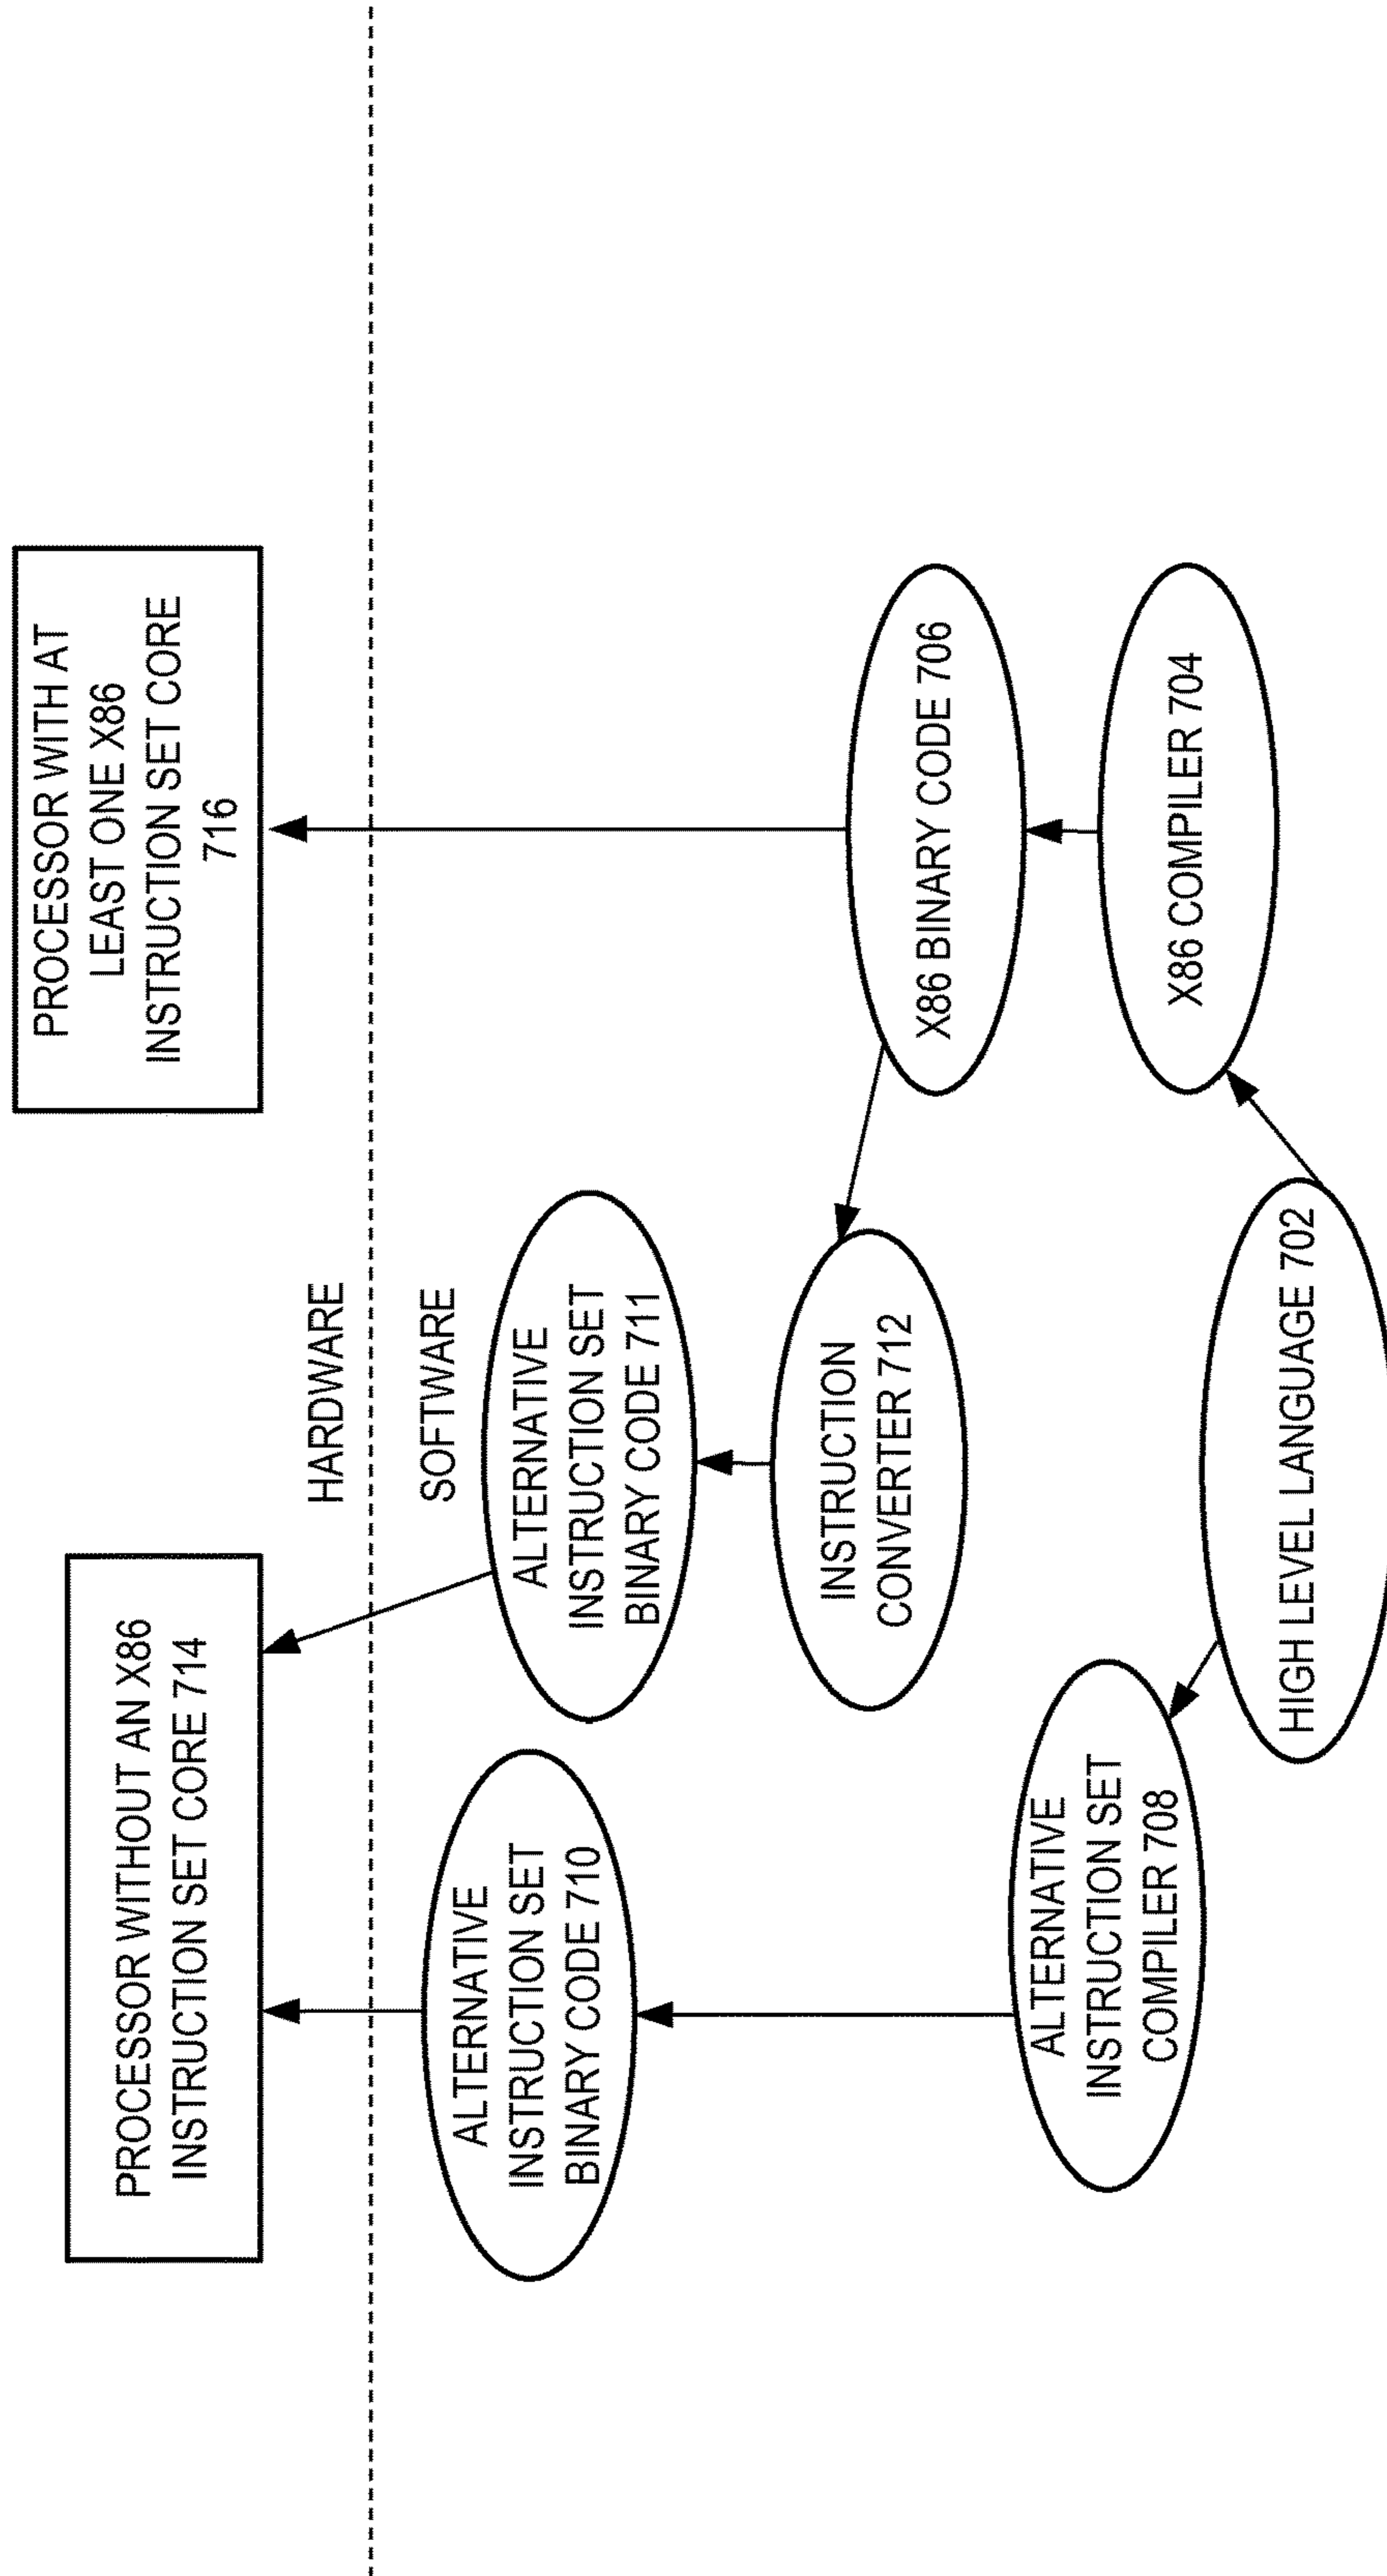 PROCESSOR WITHOUT AN X86
INSTRUCTION SET CORE 714
PROCESSOR WITH AT
LEAST ONE X86
INSTRUCTION SET CORE
716
HARDWARE
SOFTWARE
ALTERNATIVE
INSTRUCTION SET
BINARY CODE 710
ALTERNATIVE
INSTRUCTION SET
BINARY CODE 711
INSTRUCTION
CONVERTER 712
X86 BINARY CODE 706
ALTERNATIVE
INSTRUCTION SET
COMPILER 708
X86 COMPILER 704
HIGH LEVEL LANGUAGE 702